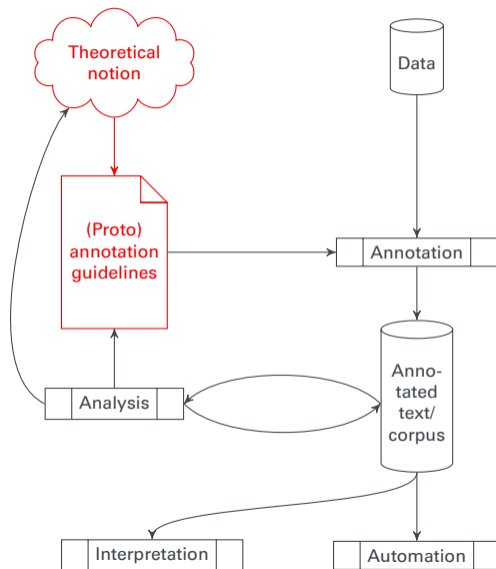 Theoretical
notion
Data
(Proto)
annotation
guidelines
Annotation
Anno-
tated
text/
corpus
Analysis
Interpretation
Automation